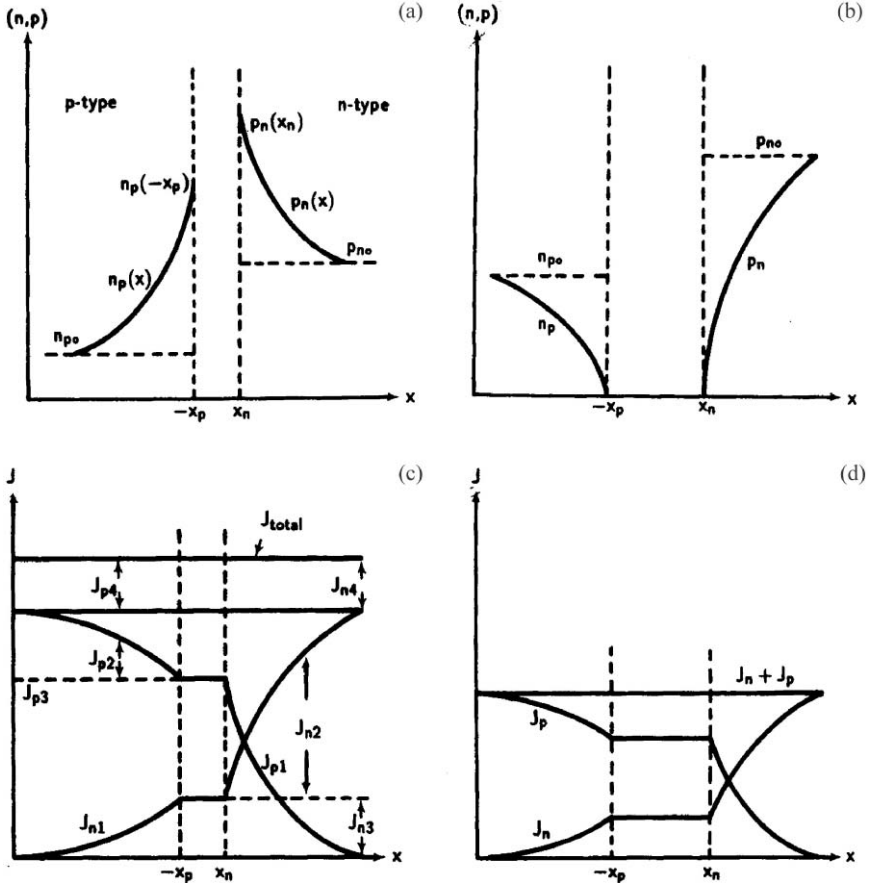 (n,p)
(a)
p-type
n-type
pn(xn)
np(−xp)
pn(x)
np(x)
pno
npo
−xp
xn
x
(n,p)
(b)
pno
npo
pn
np
−xp
xn
x
J
(c)
Jtotal
Jp4
Jn4
Jp2
Jp3
Jn2
Jp1
Jn1
Jn3
−xp
xn
x
J
(d)
Jn + Jp
Jp
Jn
−xp
xn
x